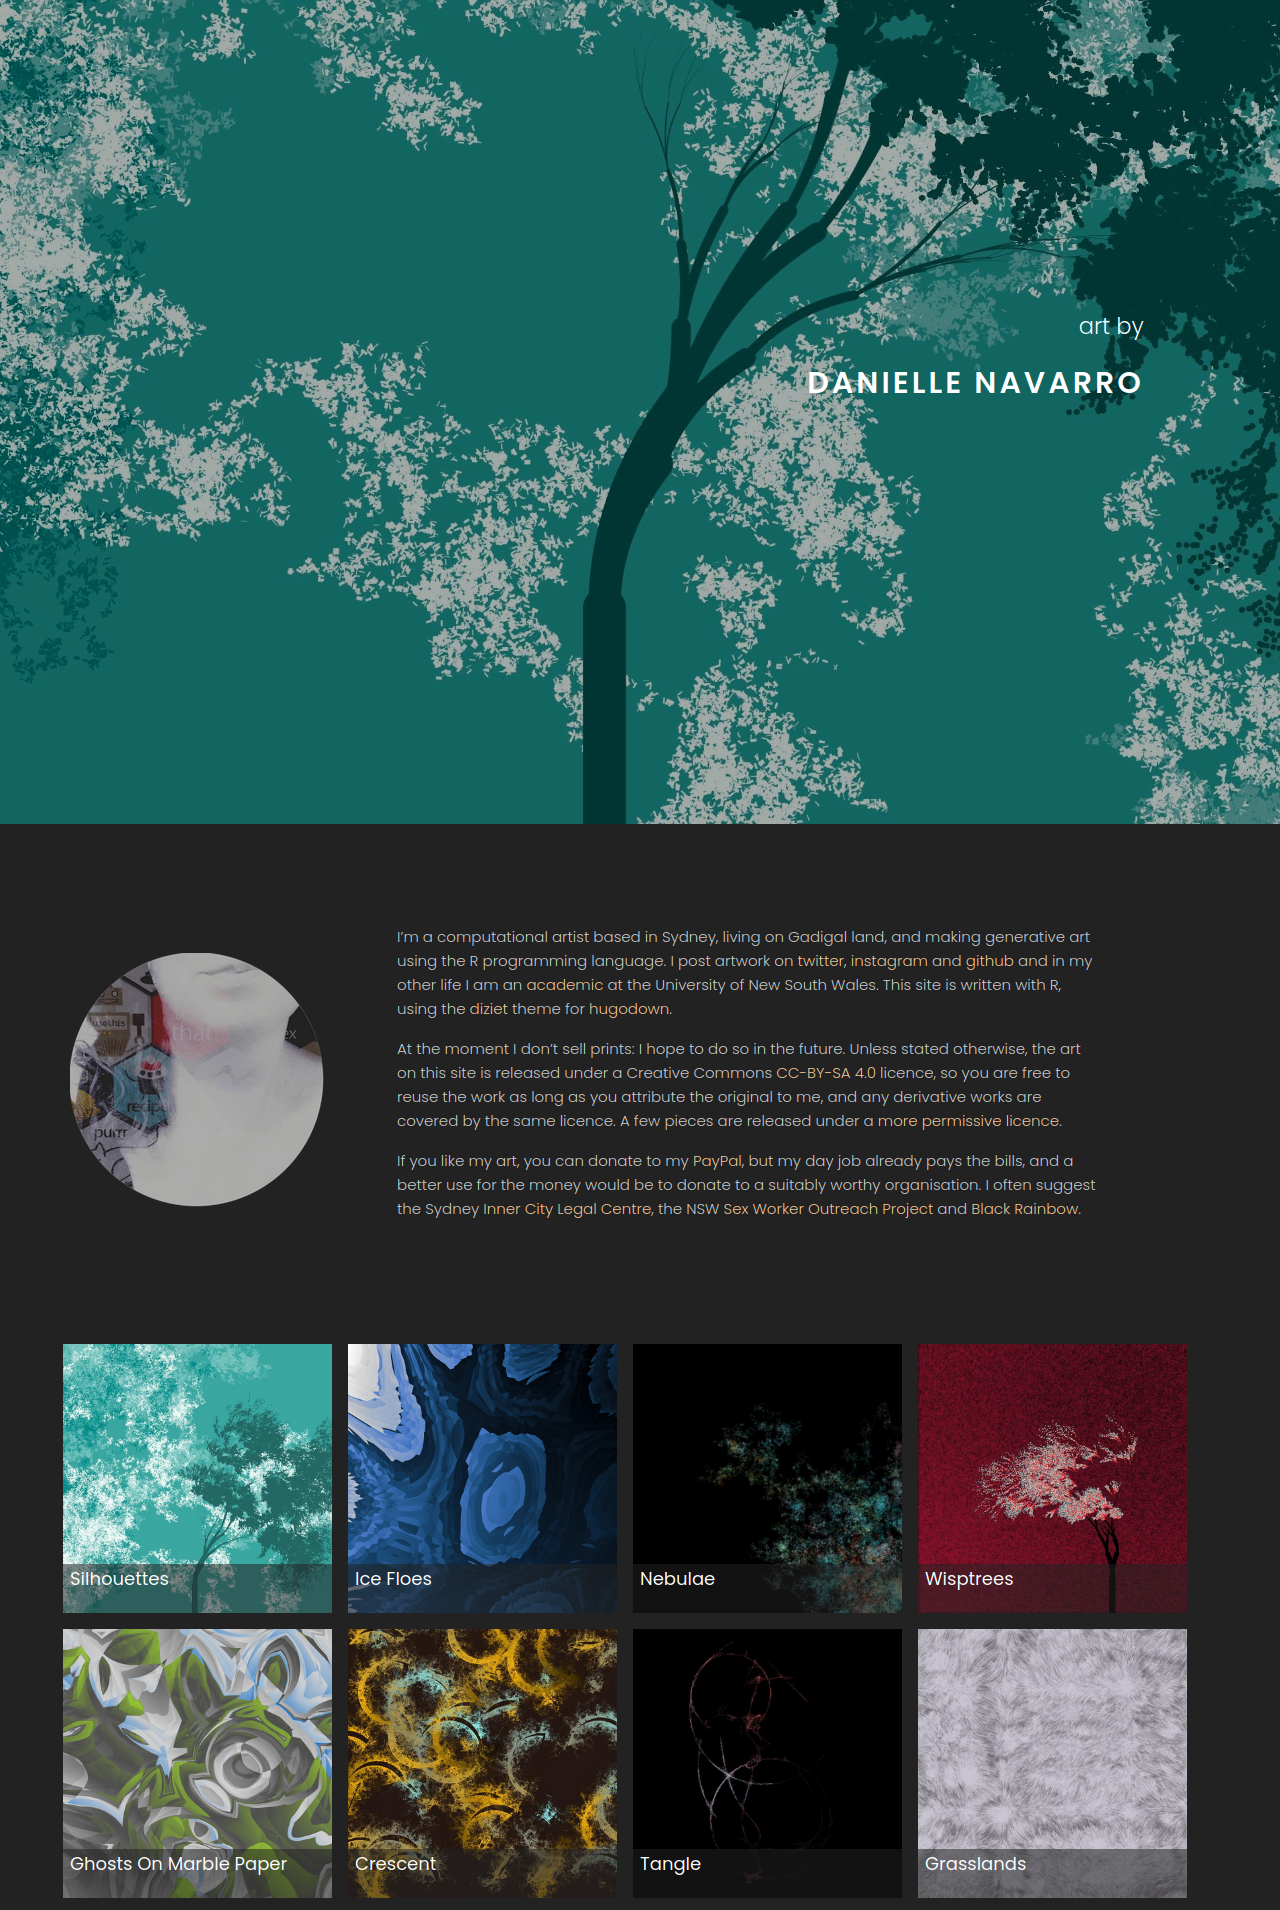 art by
DANIELLE NAVARRO
I'm a computational artist based in Sydney, living on Gadigal land, and making generative art
using the R programming language. I post artwork on twitter, instagram and github and in my
other life I am an academic at the University of New South Wales. This site is written with R,
using the diziet theme for hugodown.
that
purrr
At the moment I don't sell prints: I hope to do so in the future. Unless stated otherwise, the art
on this site is released under a Creative Commons CC-BY-SA 4.0 licence, so you are free to
reuse the work as long as you attribute the original to me, and any derivative works are
covered by the same licence. A few pieces are released under a more permissive licence.
If you like my art, you can donate to my PayPal, but my day job already pays the bills, and a
better use for the money would be to donate to a suitably worthy organisation. I often suggest
the Sydney Inner City Legal Centre, the NSW Sex Worker Outreach Project and Black Rainbow.
Silhouettes
Ice Floes
Nebulae
Wisptrees
Ghosts On Marble Paper
Crescent
Tangle
Grasslands